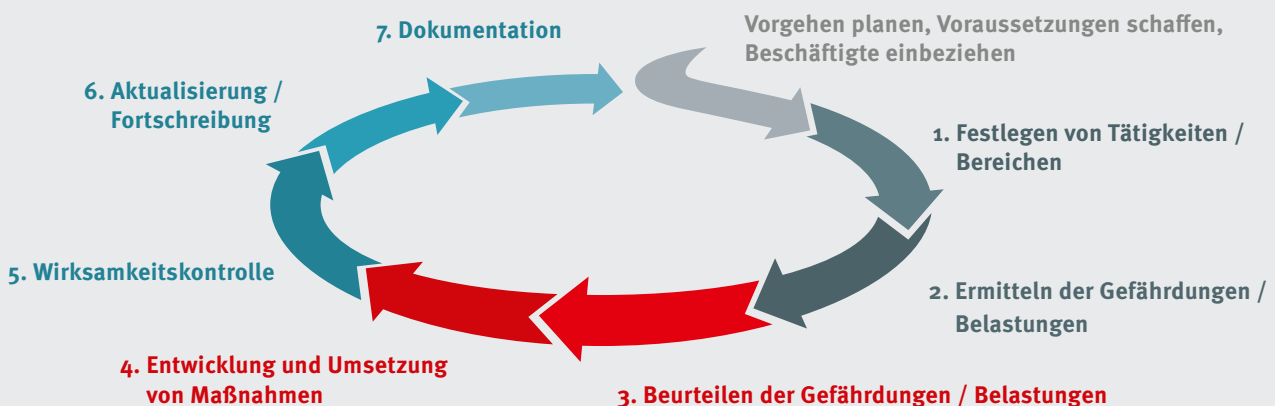 Vorgehen planen, Voraussetzungen schaffen,
Beschäftigte einbeziehen
1. Festlegen von Tätigkeiten /
Bereichen
2. Ermitteln der Gefährdungen /
Belastungen
3. Beurteilen der Gefährdungen / Belastungen
4. Entwicklung und Umsetzung
von Maßnahmen
5. Wirksamkeitskontrolle
6. Aktualisierung /
Fortschreibung
7. Dokumentation